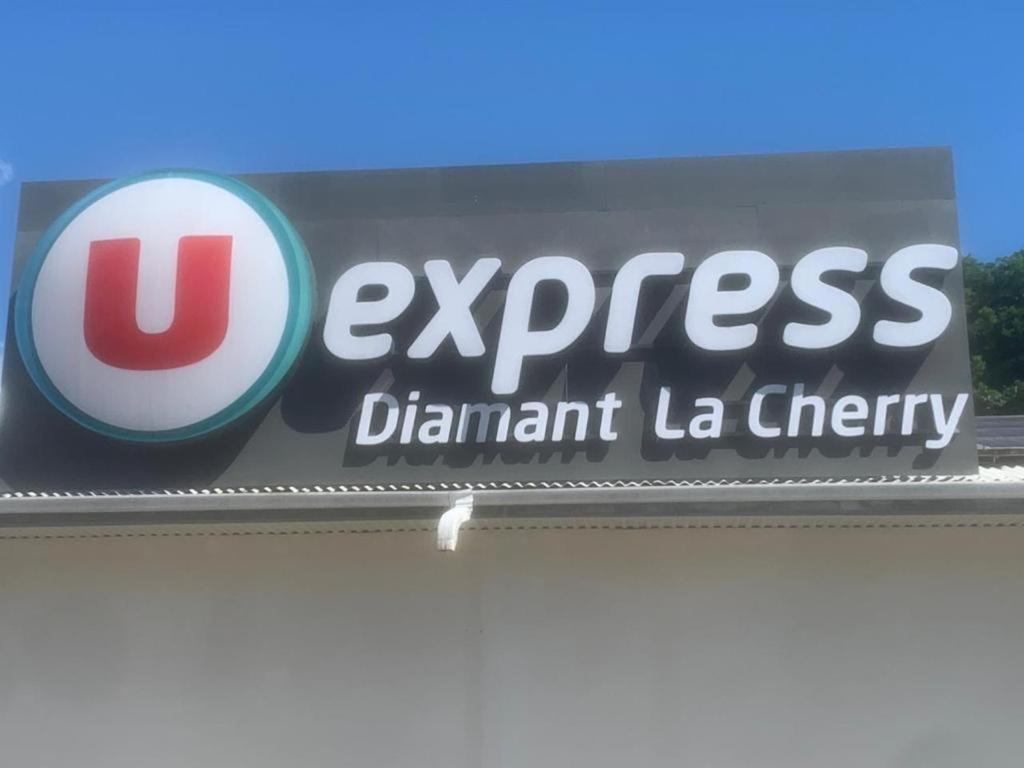 U express
Diamant La Cherry